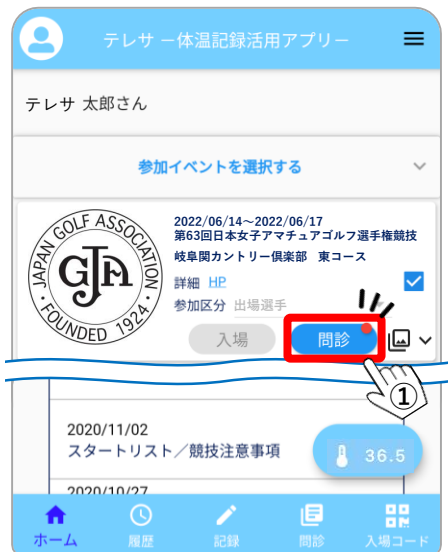 テレサ －体温記録活用アプリ－
テレサ 太郎さん
参加イベントを選択する
JAPAN GOLF ASSOCIATION
GJA
FOUNDED 1924
2022/06/14～2022/06/17
第63回日本女子アマチュアゴルフ選手権競技
岐阜関カントリー倶楽部 東コース
詳細 HP
参加区分 出場選手
入場 問診
①
2020/11/02
スタートリスト／競技注意事項
36.5
2020/10/27
ホーム 履歴 記録 問診 入場コード